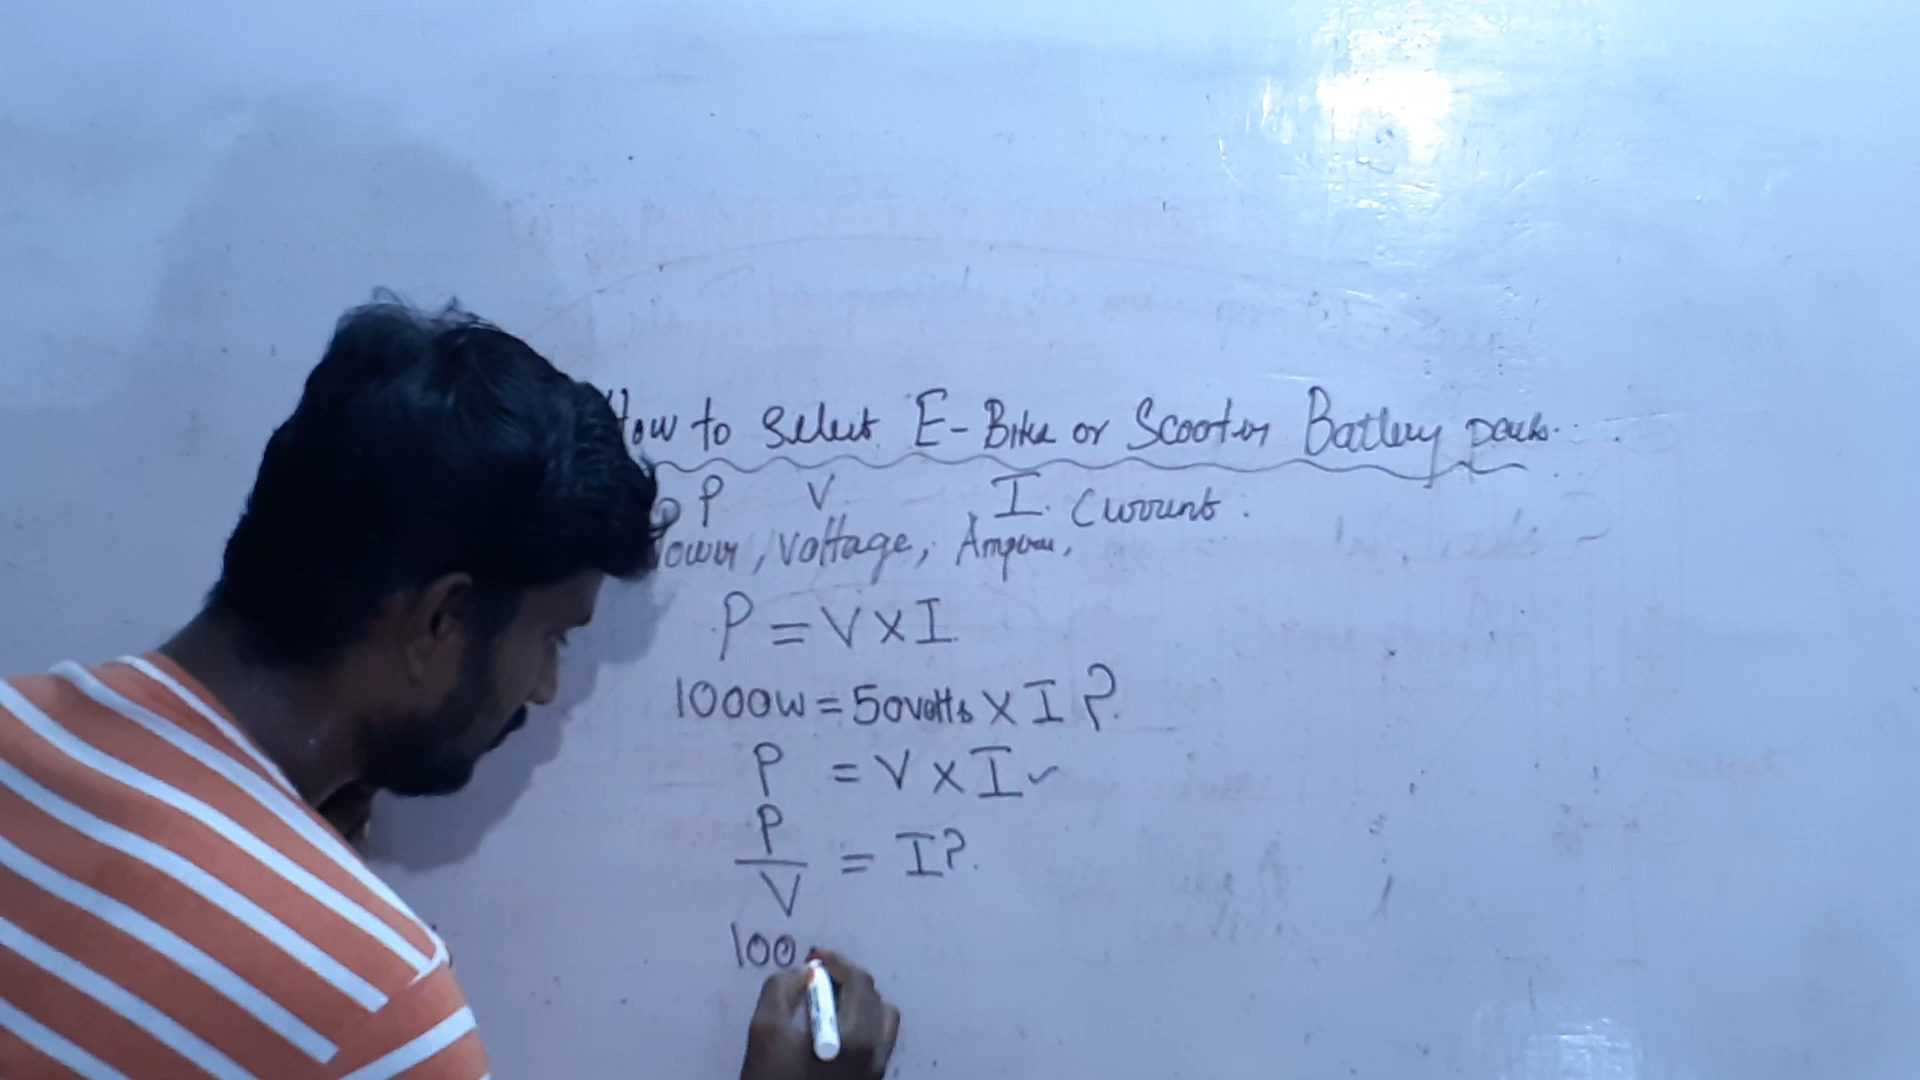 How to Select E-Bike or Scooter Battery pack..
P V I. Current.
Power, Voltage, Ampere,
P = V X I
1000W = 50volts X I ?
P = V X I ✓
P
V = I?
100